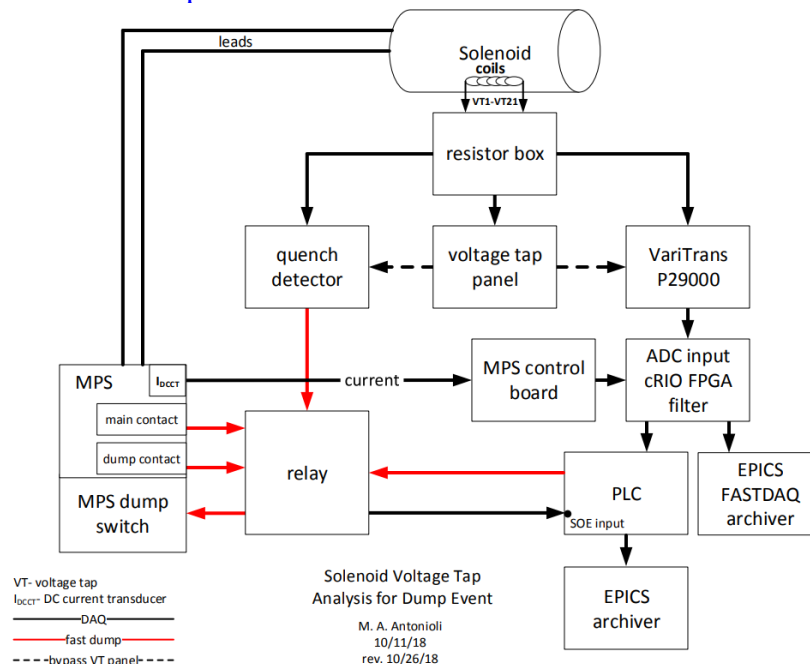 leads
Solenoid
coils
VT1-VT21
resistor box
quench
detector
voltage tap
panel
VariTrans
P29000
MPS
IDCCT
current
MPS control
board
ADC input
cRIO FPGA
filter
main contact
dump contact
relay
MPS dump
switch
PLC
SOE input
EPICS
FASTDAQ
archiver
EPICS
archiver
VT- voltage tap
IDCCT- DC current transducer
DAQ
fast dump
bypass VT panel
Solenoid Voltage Tap
Analysis for Dump Event
M. A. Antonioli
10/11/18
rev. 10/26/18